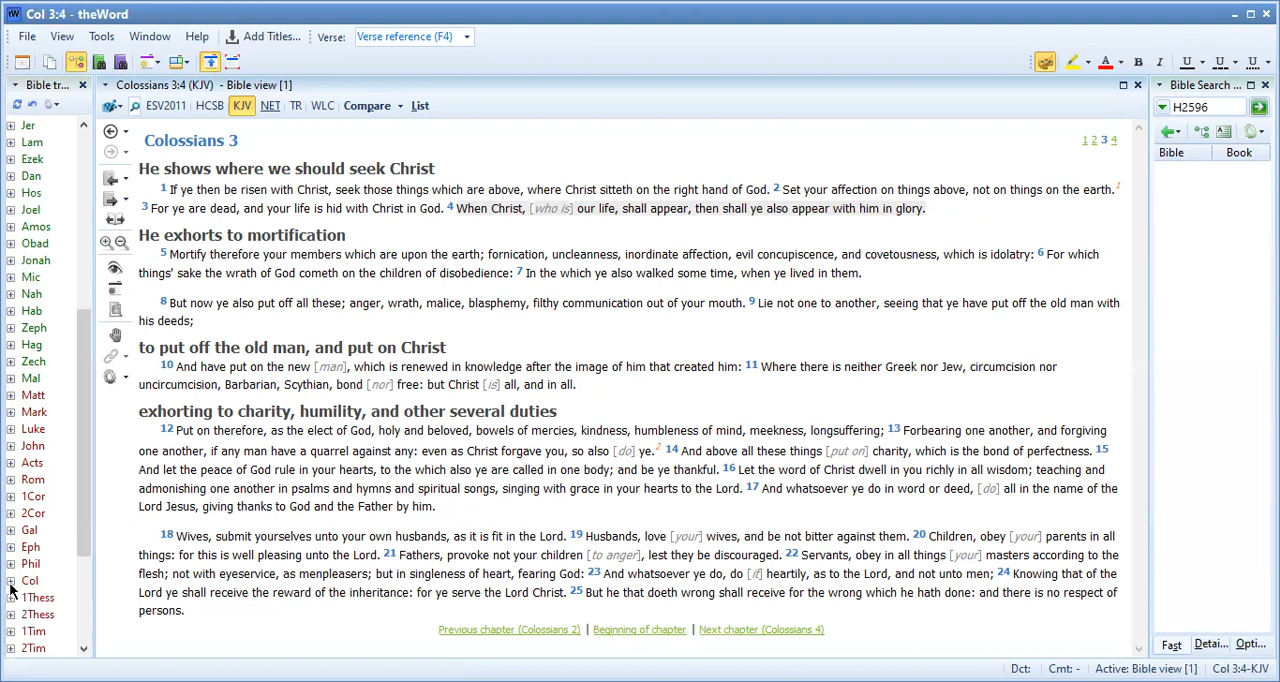 Col 3:4 - theWord
File View Tools Window Help Add Titles... Verse: Verse reference (F4)
Bible tr...
Colossians 3:4 (KJV) - Bible view [1]
Bible Search ...
ESV2011 HCSB KJV NET TR WLC Compare List
H2596
Bible Book
Jer
Lam
Ezek
Dan
Hos
Joel
Amos
Obad
Jonah
Mic
Nah
Hab
Zeph
Hag
Zech
Mal
Matt
Mark
Luke
John
Acts
Rom
1Cor
2Cor
Gal
Eph
Phil
Col
1Thess
2Thess
1Tim
2Tim
Colossians 3
1 2 3 4
He shows where we should seek Christ
1 If ye then be risen with Christ, seek those things which are above, where Christ sitteth on the right hand of God. 2 Set your affection on things above, not on things on the earth.1
3 For ye are dead, and your life is hid with Christ in God. 4 When Christ, [who is] our life, shall appear, then shall ye also appear with him in glory.
He exhorts to mortification
5 Mortify therefore your members which are upon the earth; fornication, uncleanness, inordinate affection, evil concupiscence, and covetousness, which is idolatry: 6 For which
things' sake the wrath of God cometh on the children of disobedience: 7 In the which ye also walked some time, when ye lived in them.
8 But now ye also put off all these; anger, wrath, malice, blasphemy, filthy communication out of your mouth. 9 Lie not one to another, seeing that ye have put off the old man with
his deeds;
to put off the old man, and put on Christ
10 And have put on the new [man], which is renewed in knowledge after the image of him that created him: 11 Where there is neither Greek nor Jew, circumcision nor
uncircumcision, Barbarian, Scythian, bond [nor] free: but Christ [is] all, and in all.
exhorting to charity, humility, and other several duties
12 Put on therefore, as the elect of God, holy and beloved, bowels of mercies, kindness, humbleness of mind, meekness, longsuffering; 13 Forbearing one another, and forgiving
one another, if any man have a quarrel against any: even as Christ forgave you, so also [do] ye.2 14 And above all these things [put on] charity, which is the bond of perfectness. 15
And let the peace of God rule in your hearts, to the which also ye are called in one body; and be ye thankful. 16 Let the word of Christ dwell in you richly in all wisdom; teaching and
admonishing one another in psalms and hymns and spiritual songs, singing with grace in your hearts to the Lord. 17 And whatsoever ye do in word or deed, [do] all in the name of the
Lord Jesus, giving thanks to God and the Father by him.
18 Wives, submit yourselves unto your own husbands, as it is fit in the Lord. 19 Husbands, love [your] wives, and be not bitter against them. 20 Children, obey [your] parents in all
things: for this is well pleasing unto the Lord. 21 Fathers, provoke not your children [to anger], lest they be discouraged. 22 Servants, obey in all things [your] masters according to the
flesh; not with eyeservice, as menpleasers; but in singleness of heart, fearing God: 23 And whatsoever ye do, do [it] heartily, as to the Lord, and not unto men; 24 Knowing that of the
Lord ye shall receive the reward of the inheritance: for ye serve the Lord Christ. 25 But he that doeth wrong shall receive for the wrong which he hath done: and there is no respect of
persons.
Previous chapter (Colossians 2) | Beginning of chapter | Next chapter (Colossians 4)
Fast Detai... Opti...
Dct: Cmt: - Active: Bible view [1] Col 3:4-KJV